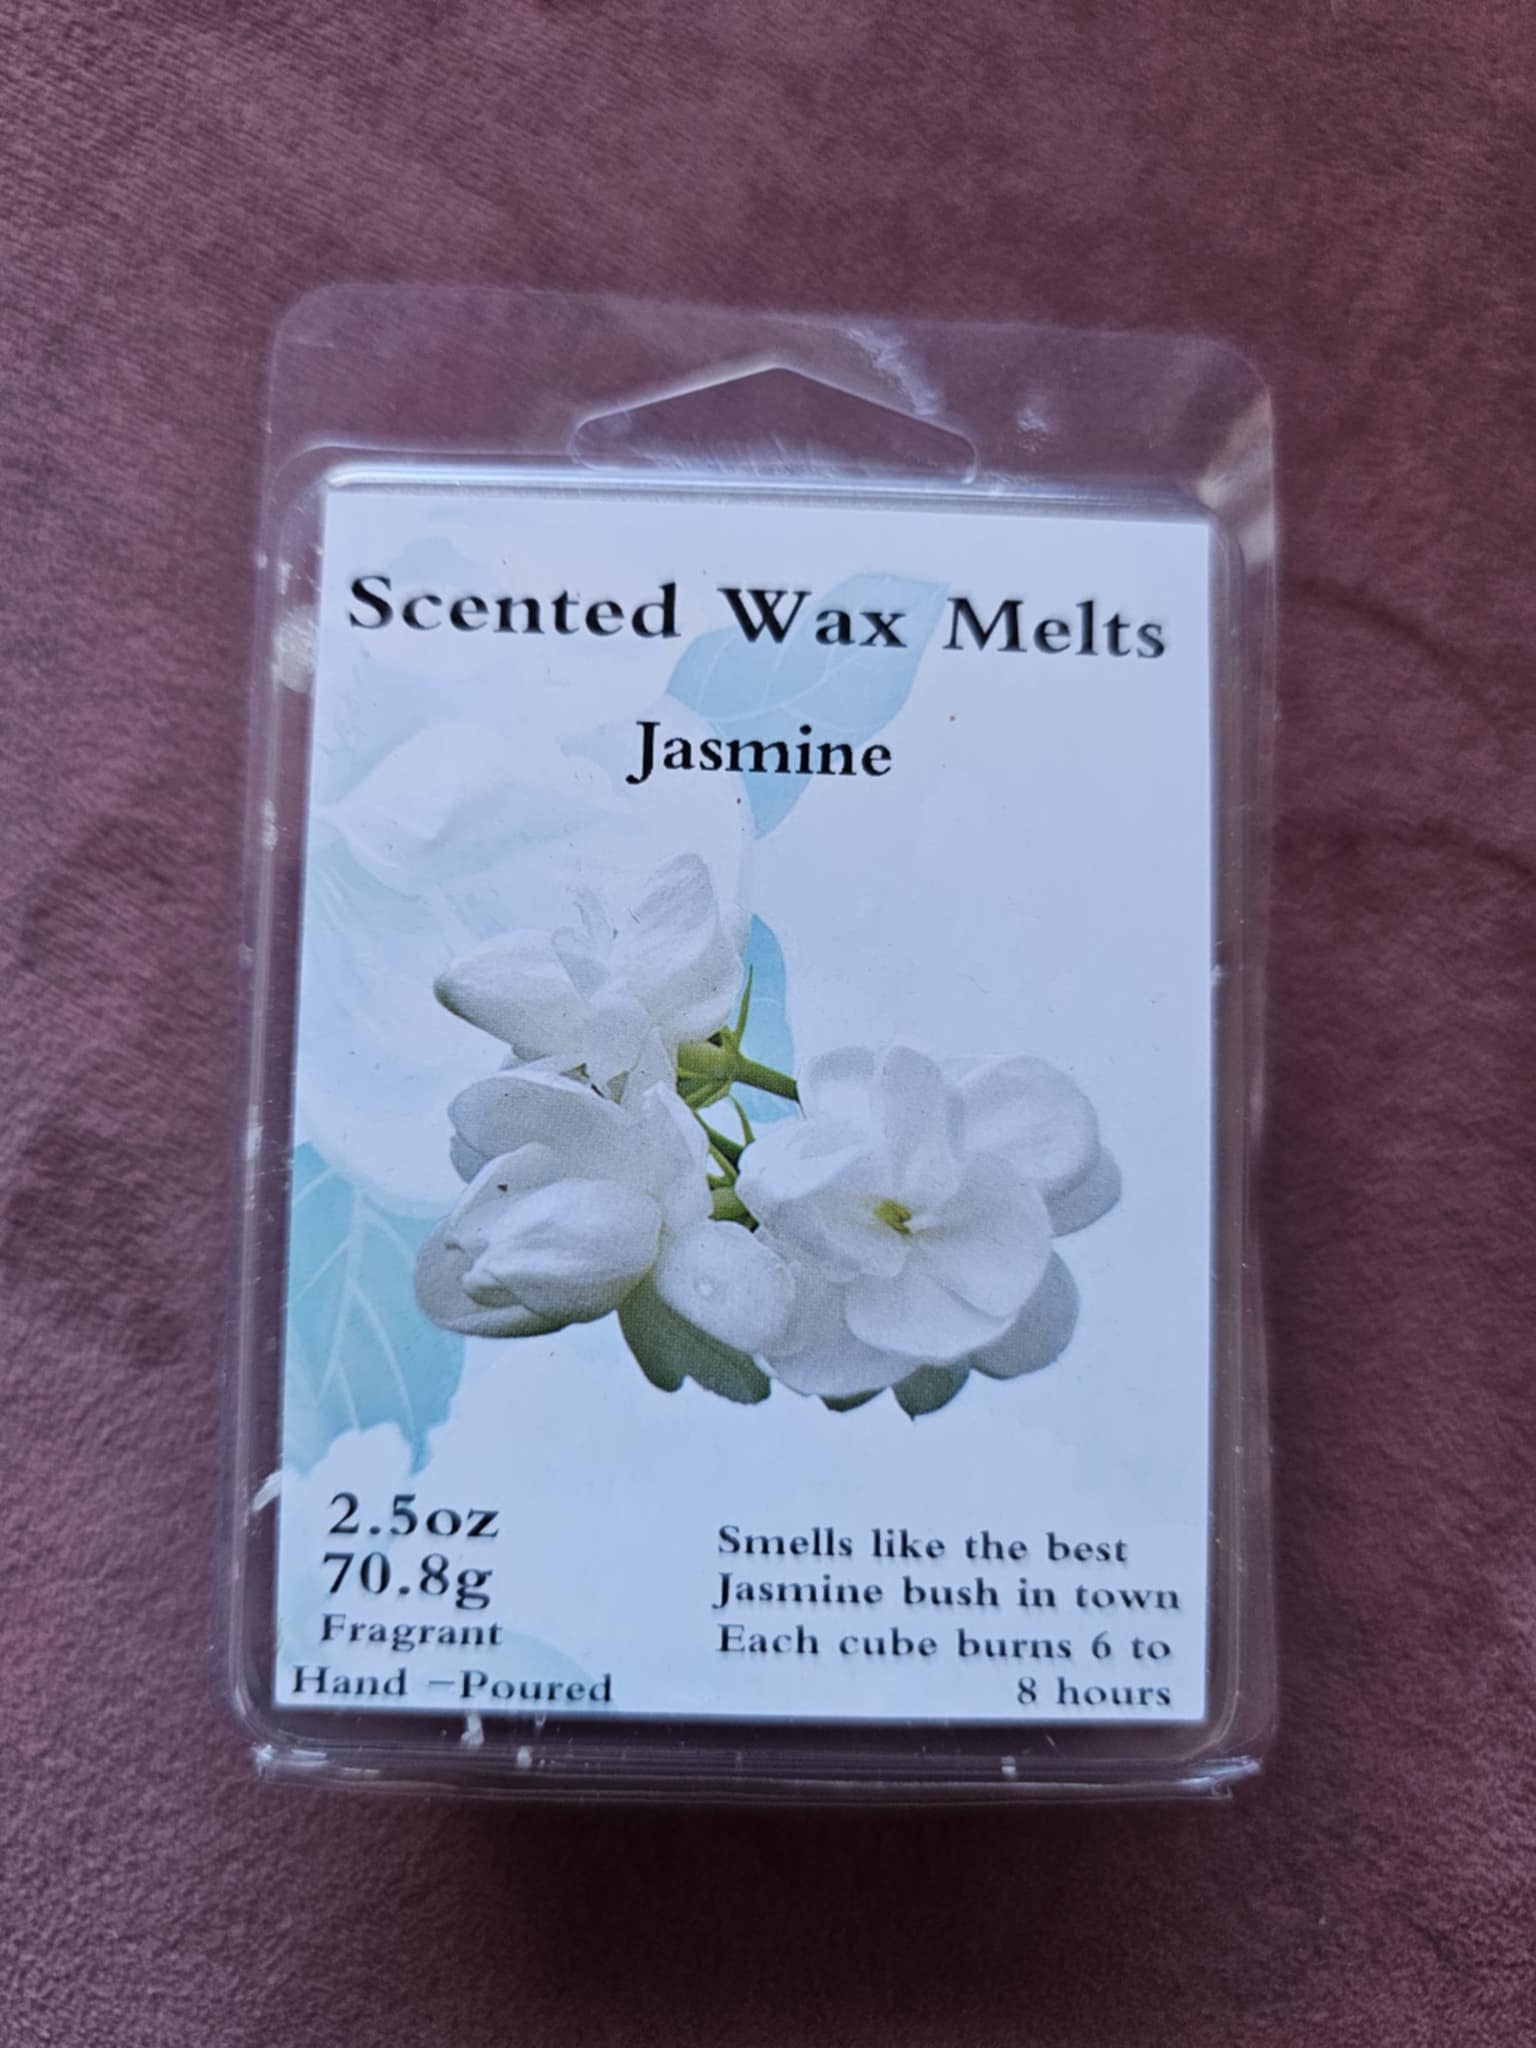 Scented Wax Melts
Jasmine
2.5oz
70.8g
Fragrant
Hand -Poured
Smells like the best
Jasmine bush in town
Each cube burns 6 to
8 hours